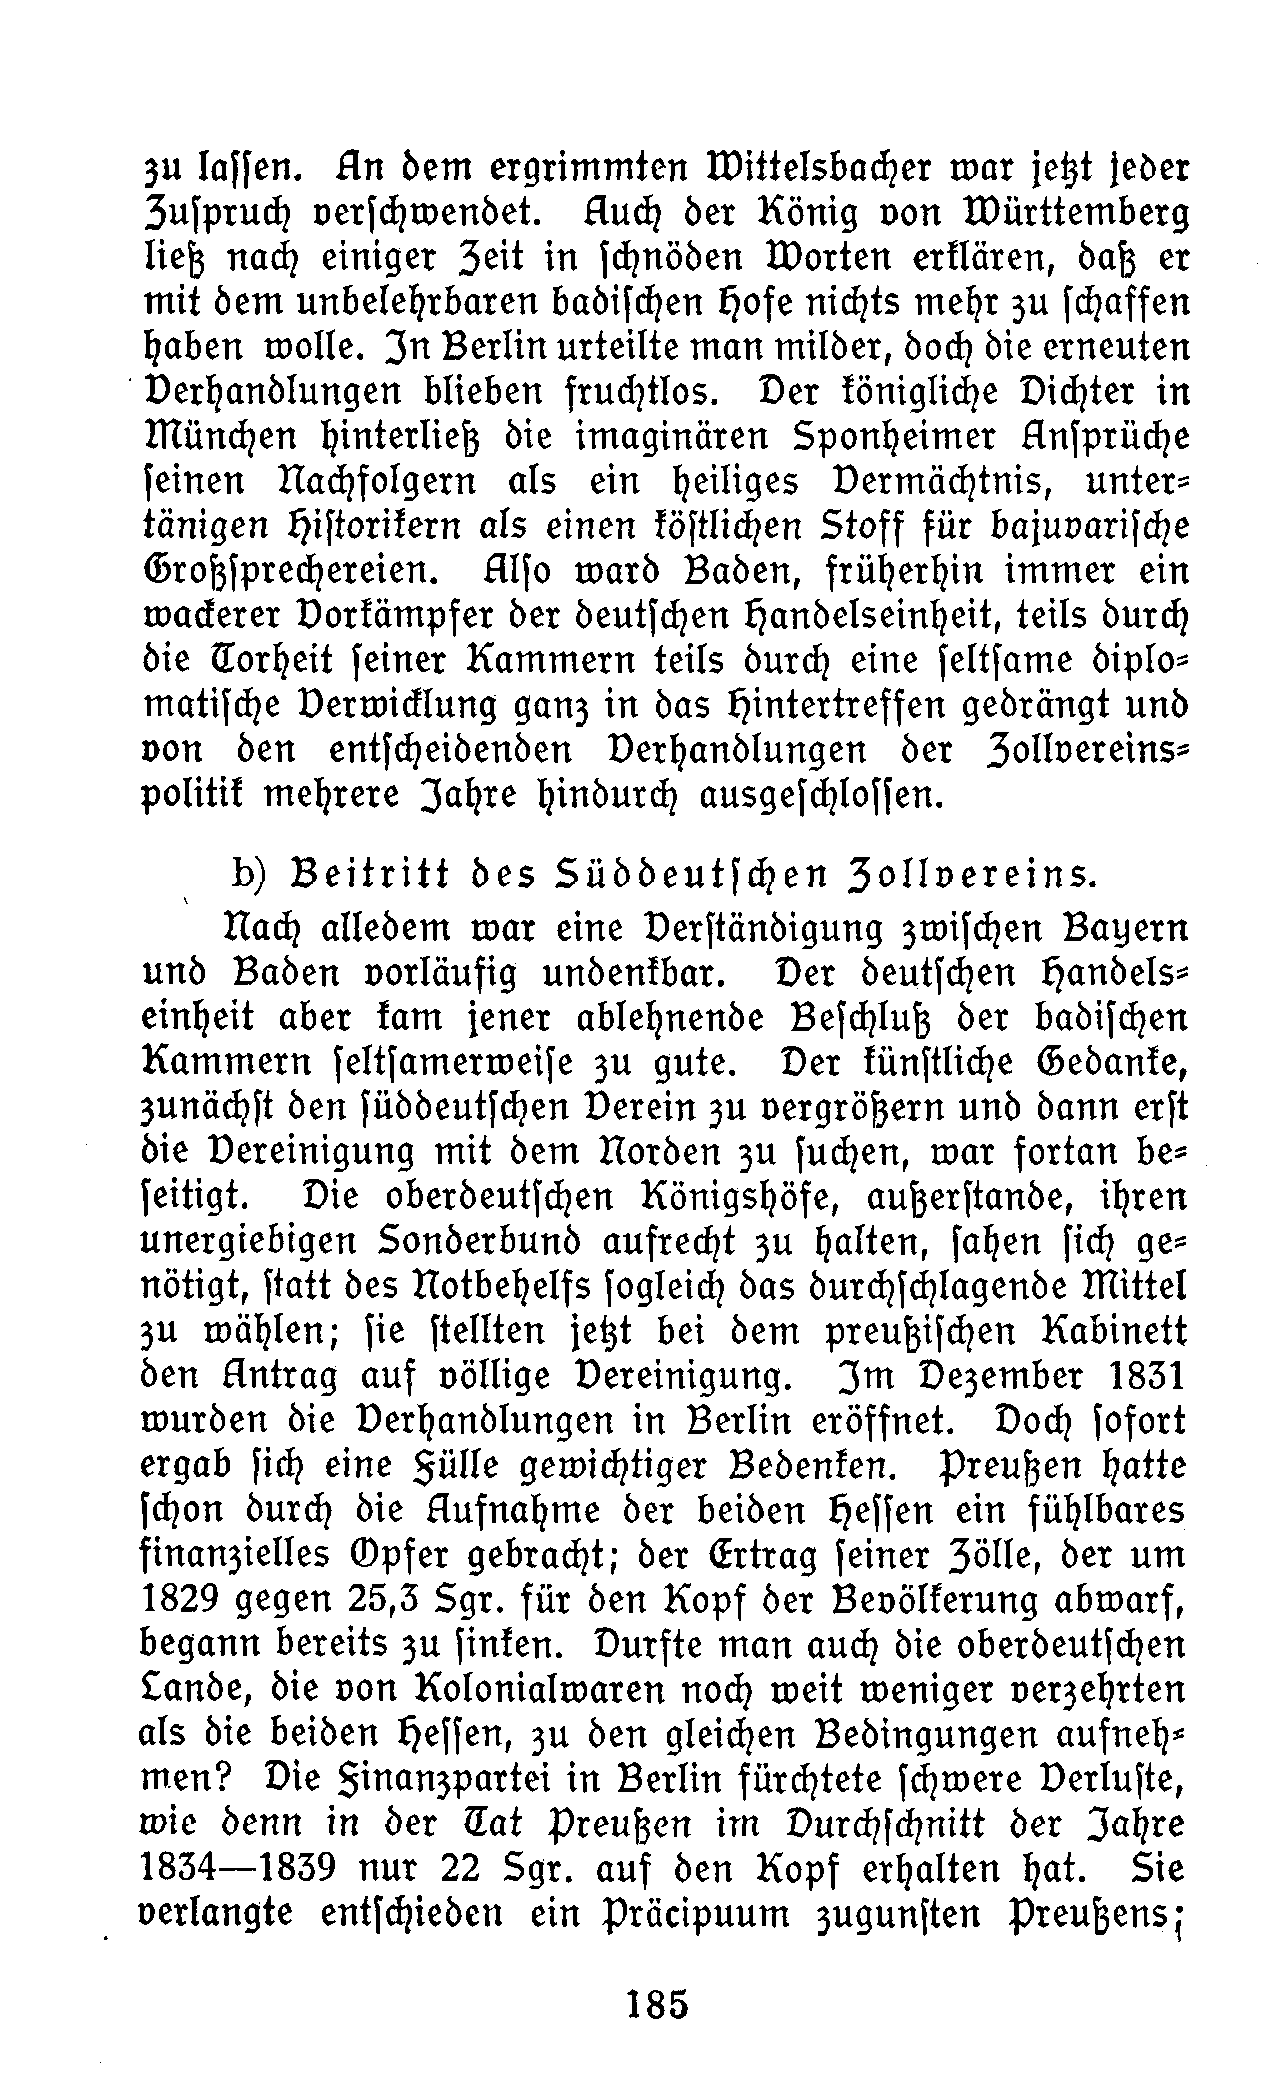 zu laſſen. An dem ergrimmten Wittelsbacher war jetzt jeder
Zuſpruch verſchwendet. Auch der König von Württemberg
ließ nach einiger Zeit in ſchnöden Worten erklären, daß er
mit dem unbelehrbaren badiſchen Hofe nichts mehr zu ſchaffen
haben wolle. In Berlin urteilte man milder, doch die erneuten
Verhandlungen blieben fruchtlos. Der königliche Dichter in
München hinterließ die imaginären Sponheimer Anſprüche
ſeinen Nachfolgern als ein heiliges Vermächtnis, unter-
tänigen Hiſtorikern als einen köſtlichen Stoff für bajuvariſche
Großſprechereien. Alſo ward Baden, früherhin immer ein
wackerer Vorkämpfer der deutſchen Handelseinheit, teils durch
die Torheit ſeiner Kammern teils durch eine ſeltſame diplo-
matiſche Verwicklung ganz in das Hintertreffen gedrängt und
von den entſcheidenden Verhandlungen der Zollvereins-
politik mehrere Jahre hindurch ausgeſchloſſen.
b) Beitritt des Süddeutſchen Zollvereins.
Nach alledem war eine Verſtändigung zwiſchen Bayern
und Baden vorläufig undenkbar. Der deutſchen Handels-
einheit aber kam jener ablehnende Beſchluß der badiſchen
Kammern ſeltſamerweiſe zu gute. Der künſtliche Gedanke,
zunächſt den ſüddeutſchen Verein zu vergrößern und dann erſt
die Vereinigung mit dem Norden zu ſuchen, war fortan be-
ſeitigt. Die oberdeutſchen Königshöfe, außerſtande, ihren
unergiebigen Sonderbund aufrecht zu halten, ſahen ſich ge-
nötigt, ſtatt des Notbehelfs ſogleich das durchſchlagende Mittel
zu wählen; ſie ſtellten jetzt bei dem preußiſchen Kabinett
den Antrag auf völlige Vereinigung. Im Dezember 1831
wurden die Verhandlungen in Berlin eröffnet. Doch ſofort
ergab ſich eine Fülle gewichtiger Bedenken. Preußen hatte
ſchon durch die Aufnahme der beiden Heſſen ein fühlbares
finanzielles Opfer gebracht; der Ertrag ſeiner Zölle, der um
1829 gegen 25,3 Sgr. für den Kopf der Bevölkerung abwarf,
begann bereits zu ſinken. Durfte man auch die oberdeutſchen
Lande, die von Kolonialwaren noch weit weniger verzehrten
als die beiden Heſſen, zu den gleichen Bedingungen aufneh-
men? Die Finanzpartei in Berlin fürchtete ſchwere Verluſte,
wie denn in der Tat Preußen im Durchſchnitt der Jahre
1834—1839 nur 22 Sgr. auf den Kopf erhalten hat. Sie
verlangte entſchieden ein Präcipuum zugunſten Preußens;
185